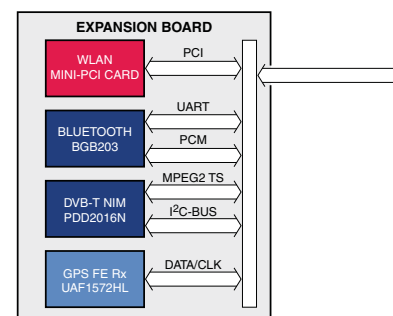 EXPANSION BOARD
WLAN
MINI-PCI CARD
PCI
BLUETOOTH
BGB203
UART
PCM
DVB-T NIM
PDD2016N
MPEG2 TS
I²C-BUS
GPS FE Rx
UAF1572HL
DATA/CLK